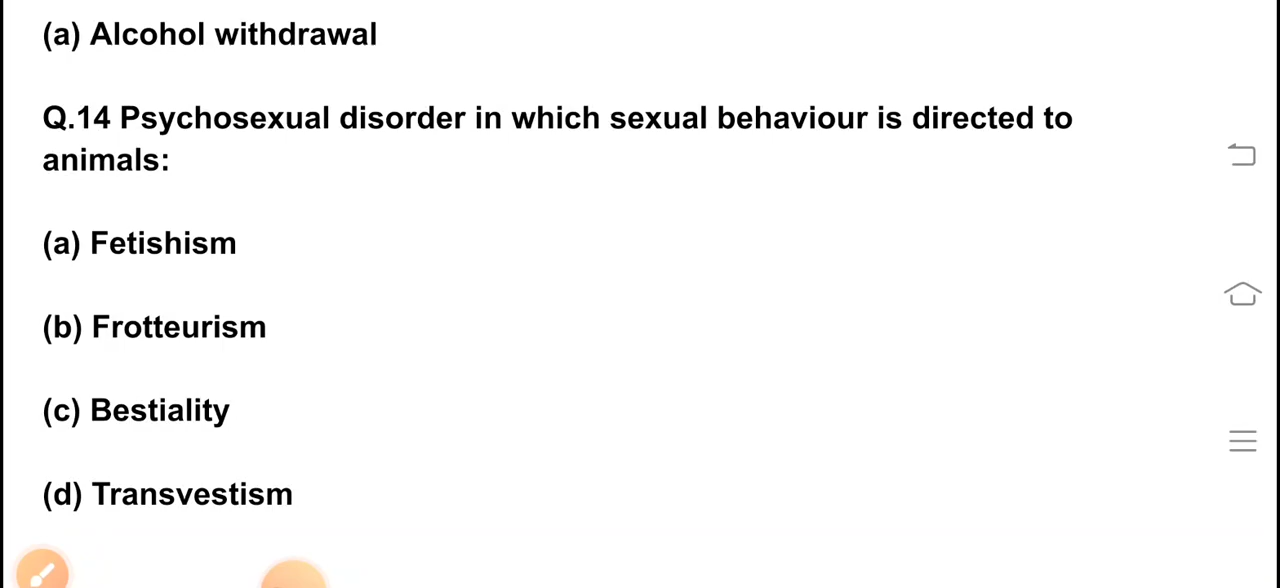 (a) Alcohol withdrawal
Q.14 Psychosexual disorder in which sexual behaviour is directed to
animals:
(a) Fetishism
(b) Frotteurism
(c) Bestiality
(d) Transvestism